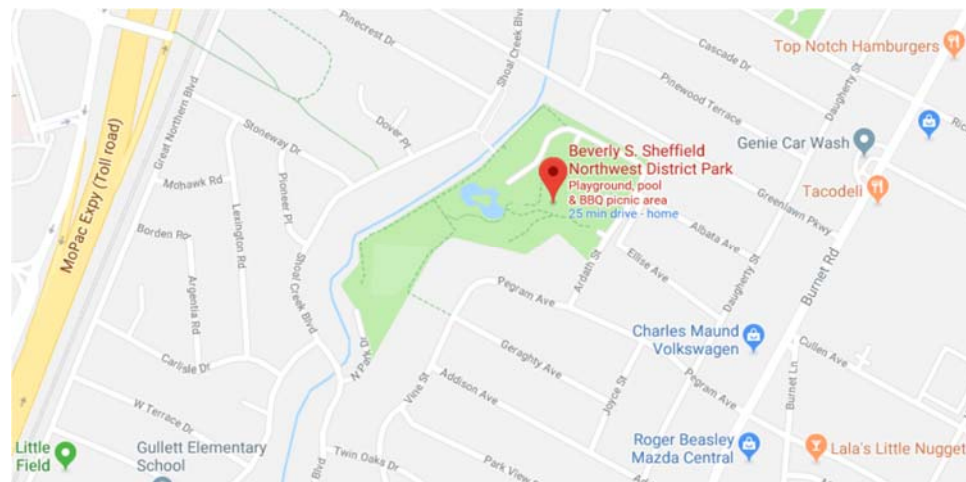 Pinecrest Dr
Shoal Creek Blvd
Cascade Dr
Top Notch Hamburgers
Daugherty St
Pinewood Terrace
Ric
Great Northern Blvd
MoPac Expy (Toll road)
Stoneway Dr
Dover Pl
Genie Car Wash
Beverly S. Sheffield
Northwest District Park
Playground, pool
& BBQ picnic area
25 min drive - home
Tacodeli
Mohawk Rd
Pioneer Pl
Lexington Rd
Greenlawn Pkwy
Borden Rd
Argentia Rd
Shoal Creek Blvd
Albata Ave
Ellise Ave
Ardath St
Daugherty St
Burnet Rd
Pegram Ave
Charles Maund
Volkswagen
Cullen Ave
N Park Dr
Geraghty Ave
Carlisle Dr
Vine St
Addison Ave
Joyce St
Pegram Ave
Burnet Ln
W Terrace Dr
Little
Field
Gullett Elementary
School
Blvd
Twin Oaks Dr
Park View
Roger Beasley
Mazda Central
Lala's Little Nugget